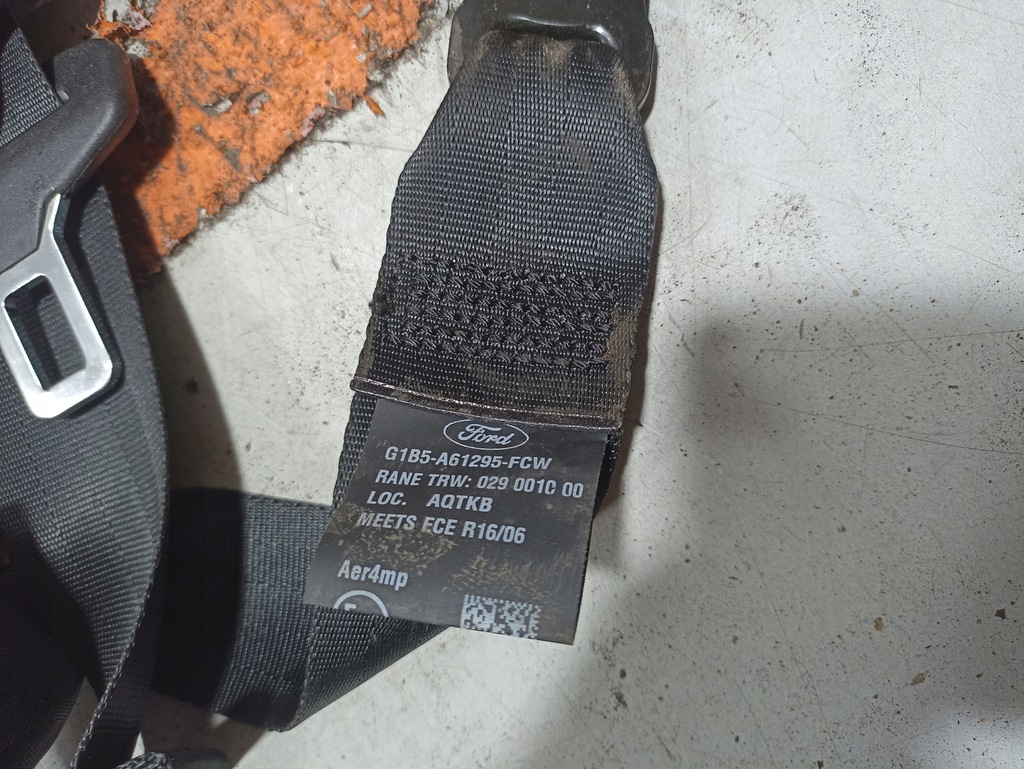 Ford
G1B5-A61295-FCW
RANE TRW: 029 0010 00
LOC. AQTKB
MEETS ECE R16/06
Aer4mp
E